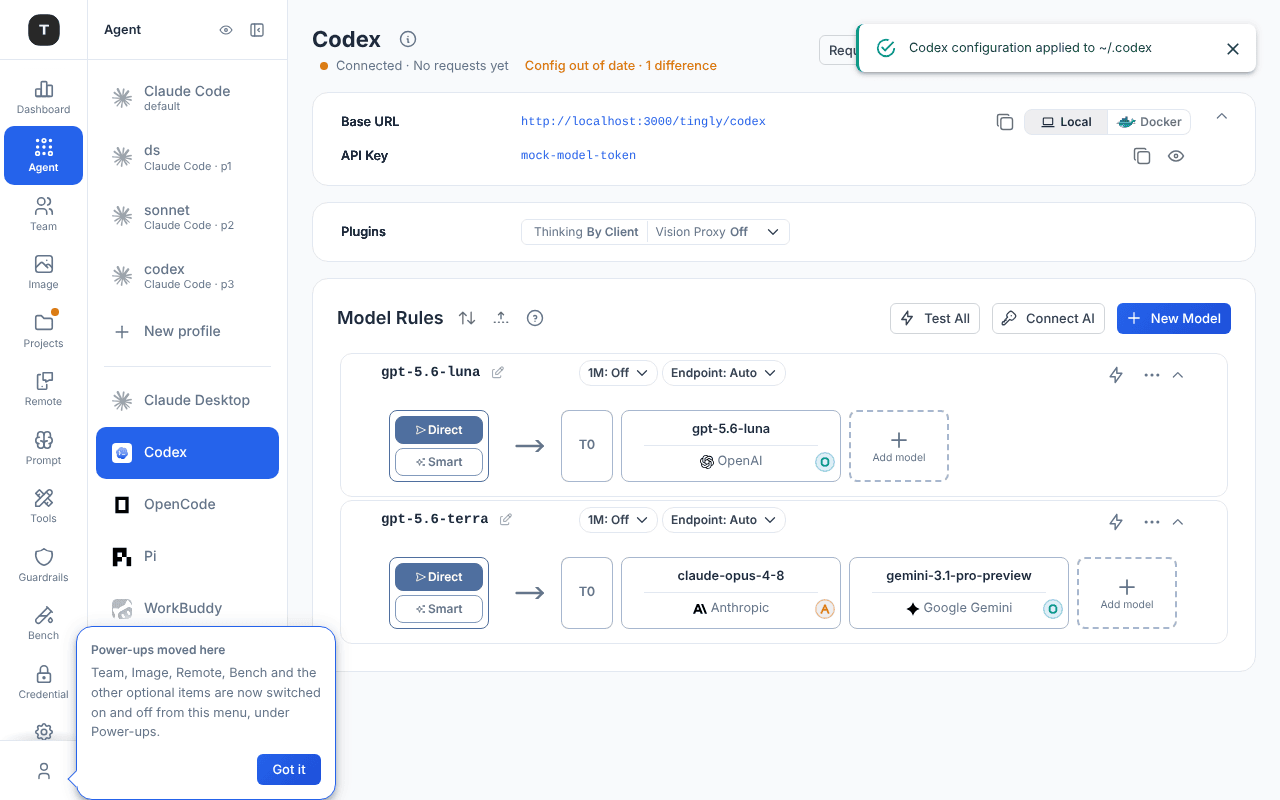 T
Agent
Dashboard
Agent
Team
Image
Projects
Remote
Prompt
Tools
Guardrails
Bench
Credential
Claude Code
default
ds
Claude Code · p1
sonnet
Claude Code · p2
codex
Claude Code · p3
New profile
Claude Desktop
Codex
OpenCode
Pi
WorkBuddy
Power-ups moved here
Team, Image, Remote, Bench and the
other optional items are now switched
on and off from this menu, under
Power-ups.
Got it
Codex
Connected · No requests yet
Config out of date · 1 difference
Codex configuration applied to ~/.codex
Base URL
http://localhost:3000/tingly/codex
Local
Docker
API Key
mock-model-token
Plugins
Thinking By Client
Vision Proxy Off
Model Rules
Test All
Connect AI
New Model
gpt-5.6-luna
1M: Off
Endpoint: Auto
Direct
Smart
T0
gpt-5.6-luna
OpenAI
O
Add model
gpt-5.6-terra
1M: Off
Endpoint: Auto
Direct
Smart
T0
claude-opus-4-8
Anthropic
A
gemini-3.1-pro-preview
Google Gemini
O
Add model